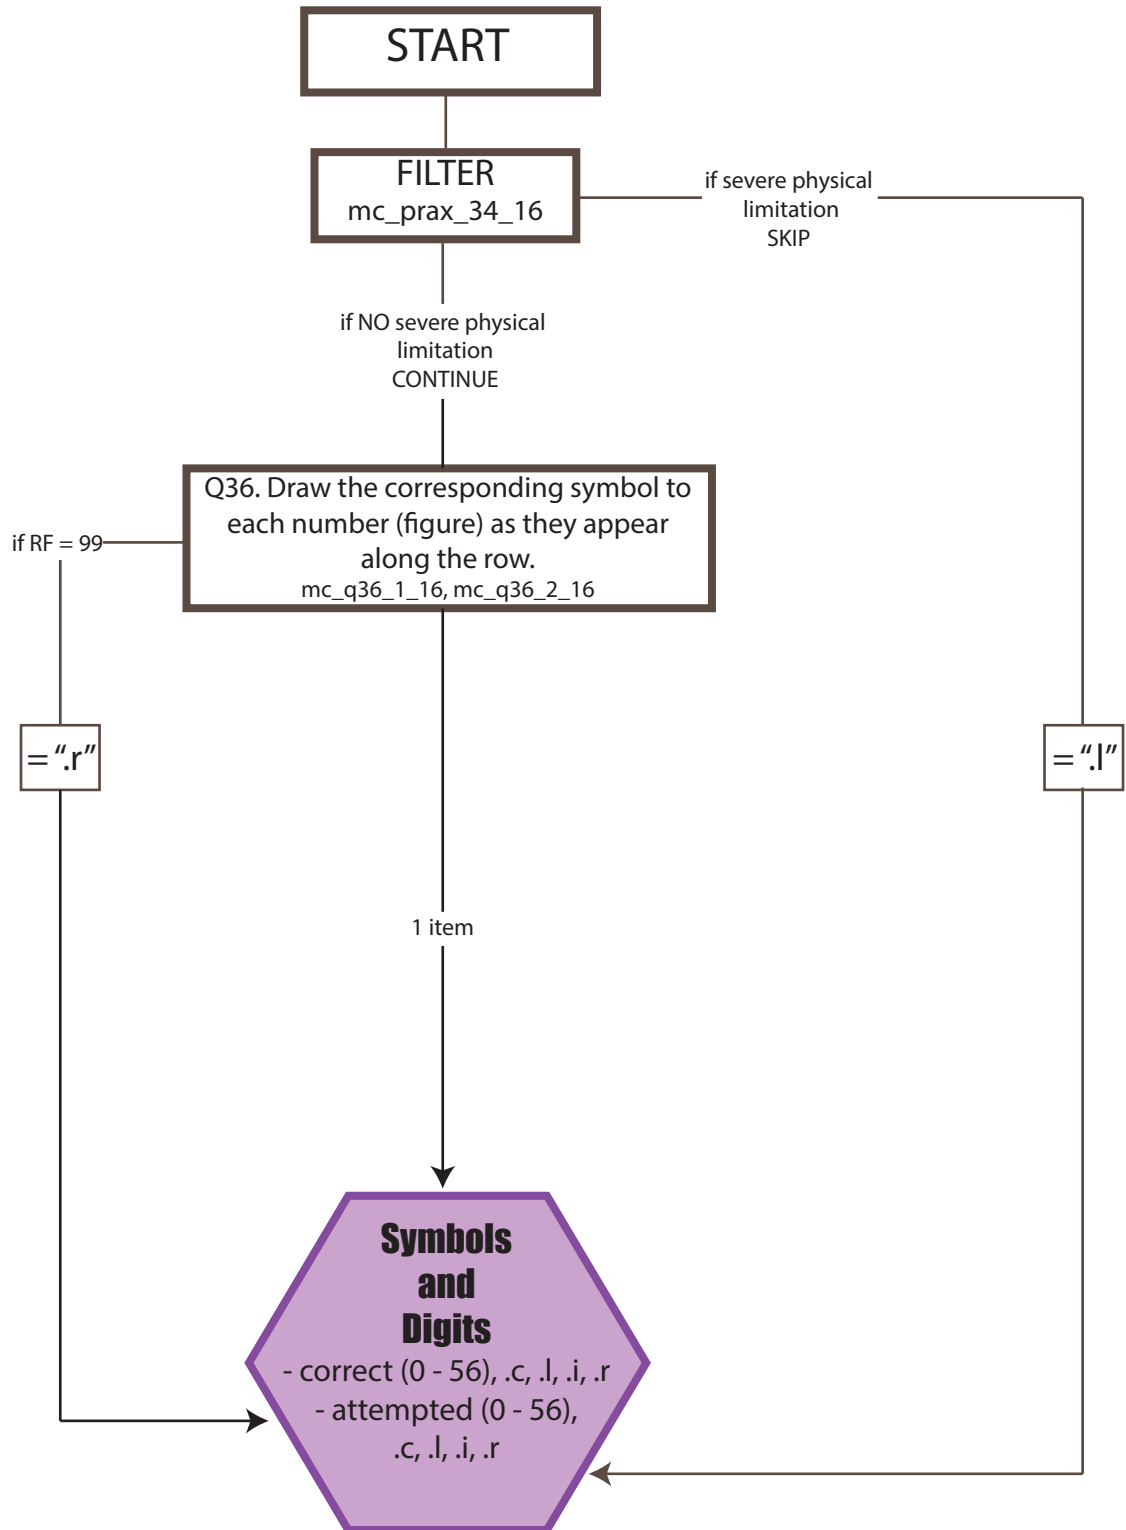 START
FILTER
mc_prax_34_16
if severe physical
limitation
SKIP
if NO severe physical
limitation
CONTINUE
Q36. Draw the corresponding symbol to
each number (figure) as they appear
along the row.
mc_q36_1_16, mc_q36_2_16
if RF = 99
= “.r”
= “.l”
1 item
Symbols
and
Digits
- correct (0 - 56), .c, .l, .i, .r
- attempted (0 - 56),
.c, .l, .i, .r